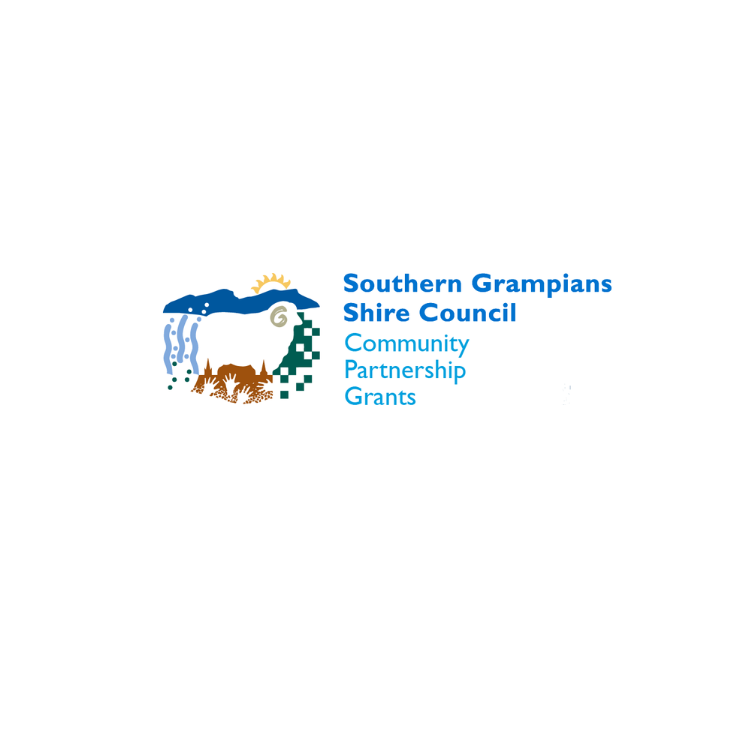 Southern Grampians
Shire Council
Community
Partnership
Grants